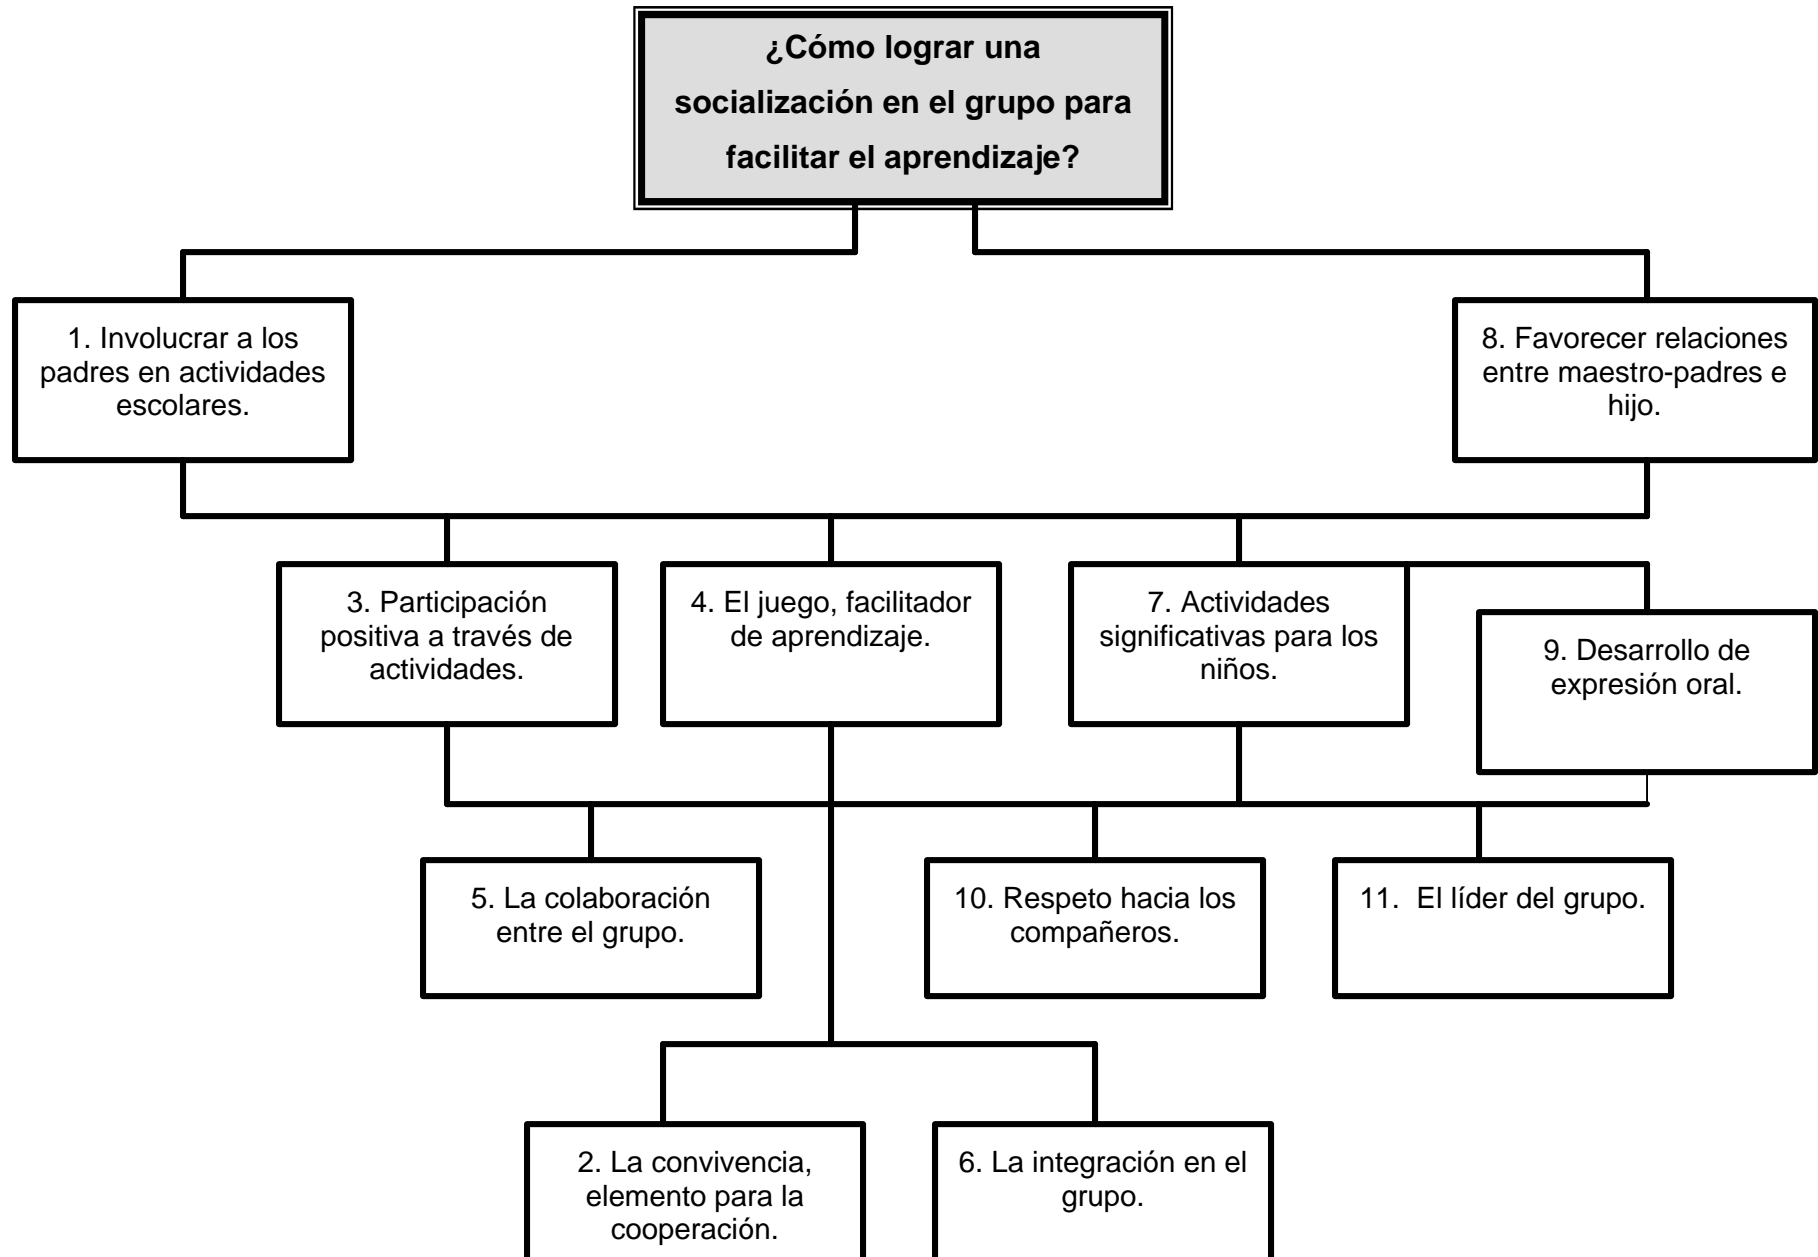 ¿Cómo lograr una
socialización en el grupo para
facilitar el aprendizaje?
1. Involucrar a los
padres en actividades
escolares.
8. Favorecer relaciones
entre maestro-padres e
hijo.
3. Participación
positiva a través de
actividades.
4. El juego, facilitador
de aprendizaje.
7. Actividades
significativas para los
niños.
9. Desarrollo de
expresión oral.
5. La colaboración
entre el grupo.
10. Respeto hacia los
compañeros.
11. El líder del grupo.
2. La convivencia,
elemento para la
cooperación.
6. La integración en el
grupo.